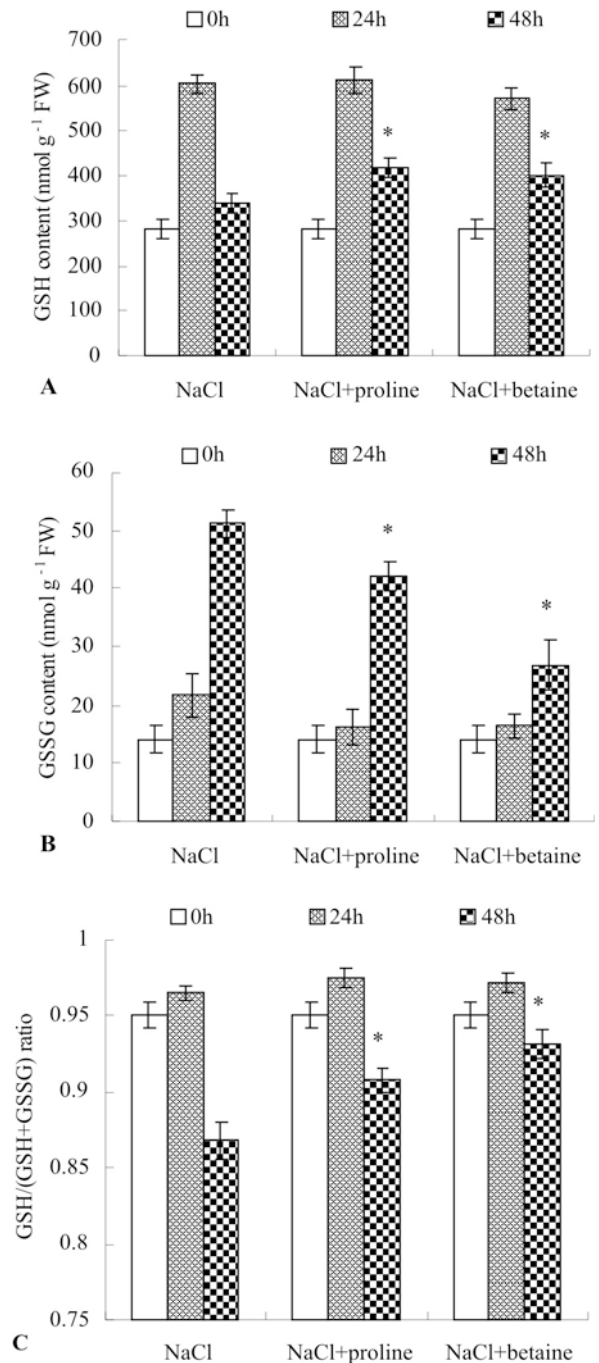 0h 24h 48h
GSH content (nmol g⁻¹ FW)
700
600
500
400
300
200
100
0
*
*
A
NaCl NaCl+proline NaCl+betaine
0h 24h 48h
GSSG content (nmol g⁻¹ FW)
60
50
40
30
20
10
0
*
*
B
NaCl NaCl+proline NaCl+betaine
0h 24h 48h
GSH/(GSH+GSSG) ratio
1
0.95
0.9
0.85
0.8
0.75
*
*
C
NaCl NaCl+proline NaCl+betaine